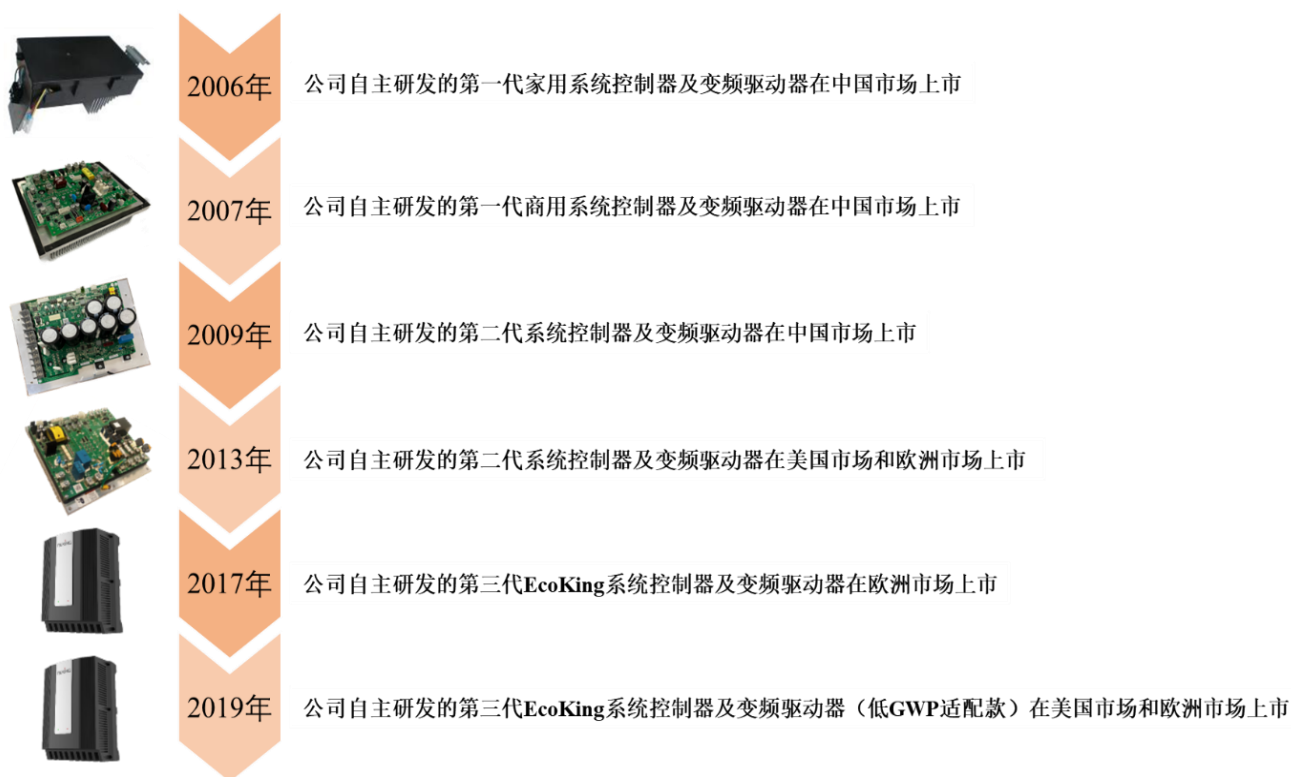 2006年 公司自主研发的第一代家用系统控制器及变频驱动器在中国市场上市
2007年 公司自主研发的第一代商用系统控制器及变频驱动器在中国市场上市
2009年 公司自主研发的第二代系统控制器及变频驱动器在中国市场上市
2013年 公司自主研发的第二代系统控制器及变频驱动器在美国市场和欧洲市场上市
2017年 公司自主研发的第三代EcoKing系统控制器及变频驱动器在欧洲市场上市
2019年 公司自主研发的第三代EcoKing系统控制器及变频驱动器（低GWP适配款）在美国市场和欧洲市场上市